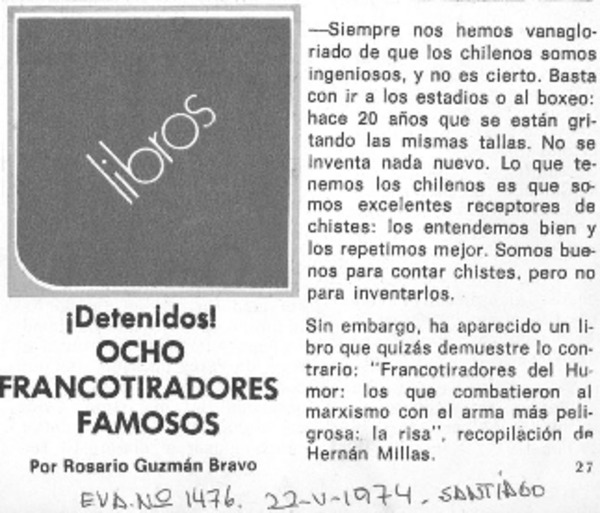 libros
¡Detenidos!
OCHO
FRANCOTIRADORES
FAMOSOS
Por Rosario Guzmán Bravo
—Siempre nos hemos vanaglo-
riado de que los chilenos somos
ingeniosos, y no es cierto. Basta
con ir a los estadios o al boxeo:
hace 20 años que se están gri-
tando las mismas tallas. No se
inventa nada nuevo. Lo que te-
nemos los chilenos es que so-
mos excelentes receptores de
chistes: los entendemos bien y
los repetimos mejor. Somos bue-
nos para contar chistes, pero no
para inventarlos.
Sin embargo, ha aparecido un li-
bro que quizás demuestre lo con-
trario: "Francotiradores del Hu-
mor: los que combatieron al
marxismo con el arma más peli-
grosa: la risa", recopilación de
Hernán Millas.
27
EVA. Nº 1476. 22-V-1974. SANTÍAGO